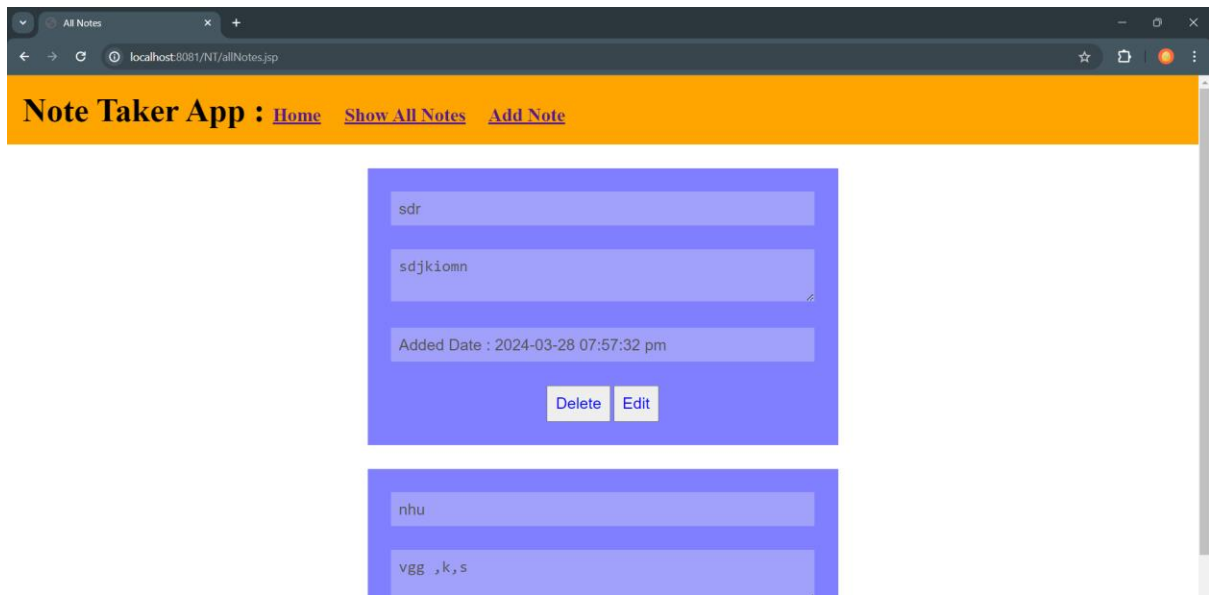 All Notes
localhost:8081/NT/allNotes.jsp
Note Taker App : Home Show All Notes Add Note
sdr
sdjkiomn
Added Date : 2024-03-28 07:57:32 pm
Delete Edit
nhu
vgg ,k,s